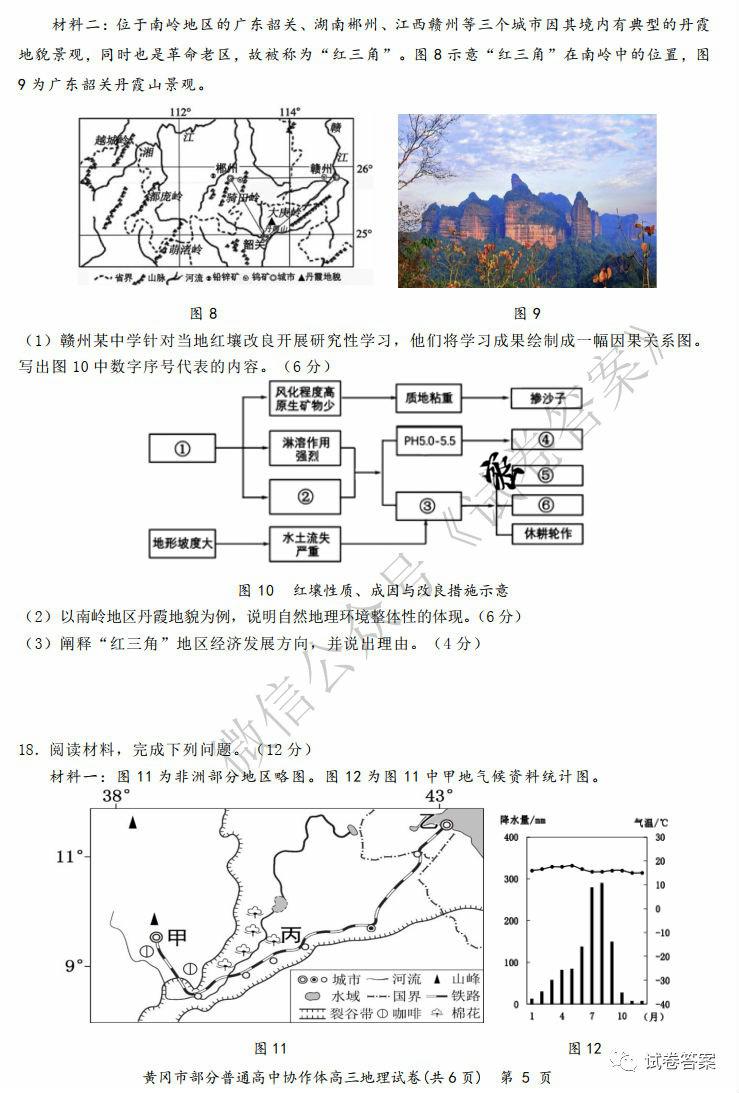 材料二：位于南岭地区的广东韶关、湖南郴州、江西赣州等三个城市因其境内有典型的丹霞
地貌景观，同时也是革命老区，故被称为“红三角”。图8示意“红三角”在南岭中的位置，图
9为广东韶关丹霞山景观。
112° 114°
越城岭
湘
江
赣
江
郴州
赣州
26°
都庞岭
骑田岭
大庾岭
丹霞山
萌渚岭
韶关
25°
省界 山脉 河流 铅锌矿 钨矿 城市 丹霞地貌
图8 图9
（1）赣州某中学针对当地红壤改良开展研究性学习，他们将学习成果绘制成一幅因果关系图。
写出图10中数字序号代表的内容。（6分）
风化程度高
原生矿物少
质地粘重
掺沙子
①
淋溶作用
强烈
PH5.0-5.5
④
②
⑤
③
⑥
地形坡度大
水土流失
严重
休耕轮作
图10 红壤性质、成因与改良措施示意
（2）以南岭地区丹霞地貌为例，说明自然地理环境整体性的体现。（6分）
（3）阐释“红三角”地区经济发展方向，并说出理由。（4分）
微信公众号《试卷答案》
18．阅读材料，完成下列问题。（12分）
材料一：图11为非洲部分地区略图。图12为图11中甲地气候资料统计图。
38° 43°
乙
11°
甲
丙
9°
城市 河流 山峰
水域 国界 铁路
裂谷带 咖啡 棉花
降水量/mm 气温/℃
400 30
20
300 10
0
200 -10
-20
100 -30
0 -40
1 4 7 10 (月)
图11 图12
试卷答案
黄冈市部分普通高中协作体高三地理试卷(共6页) 第 5 页